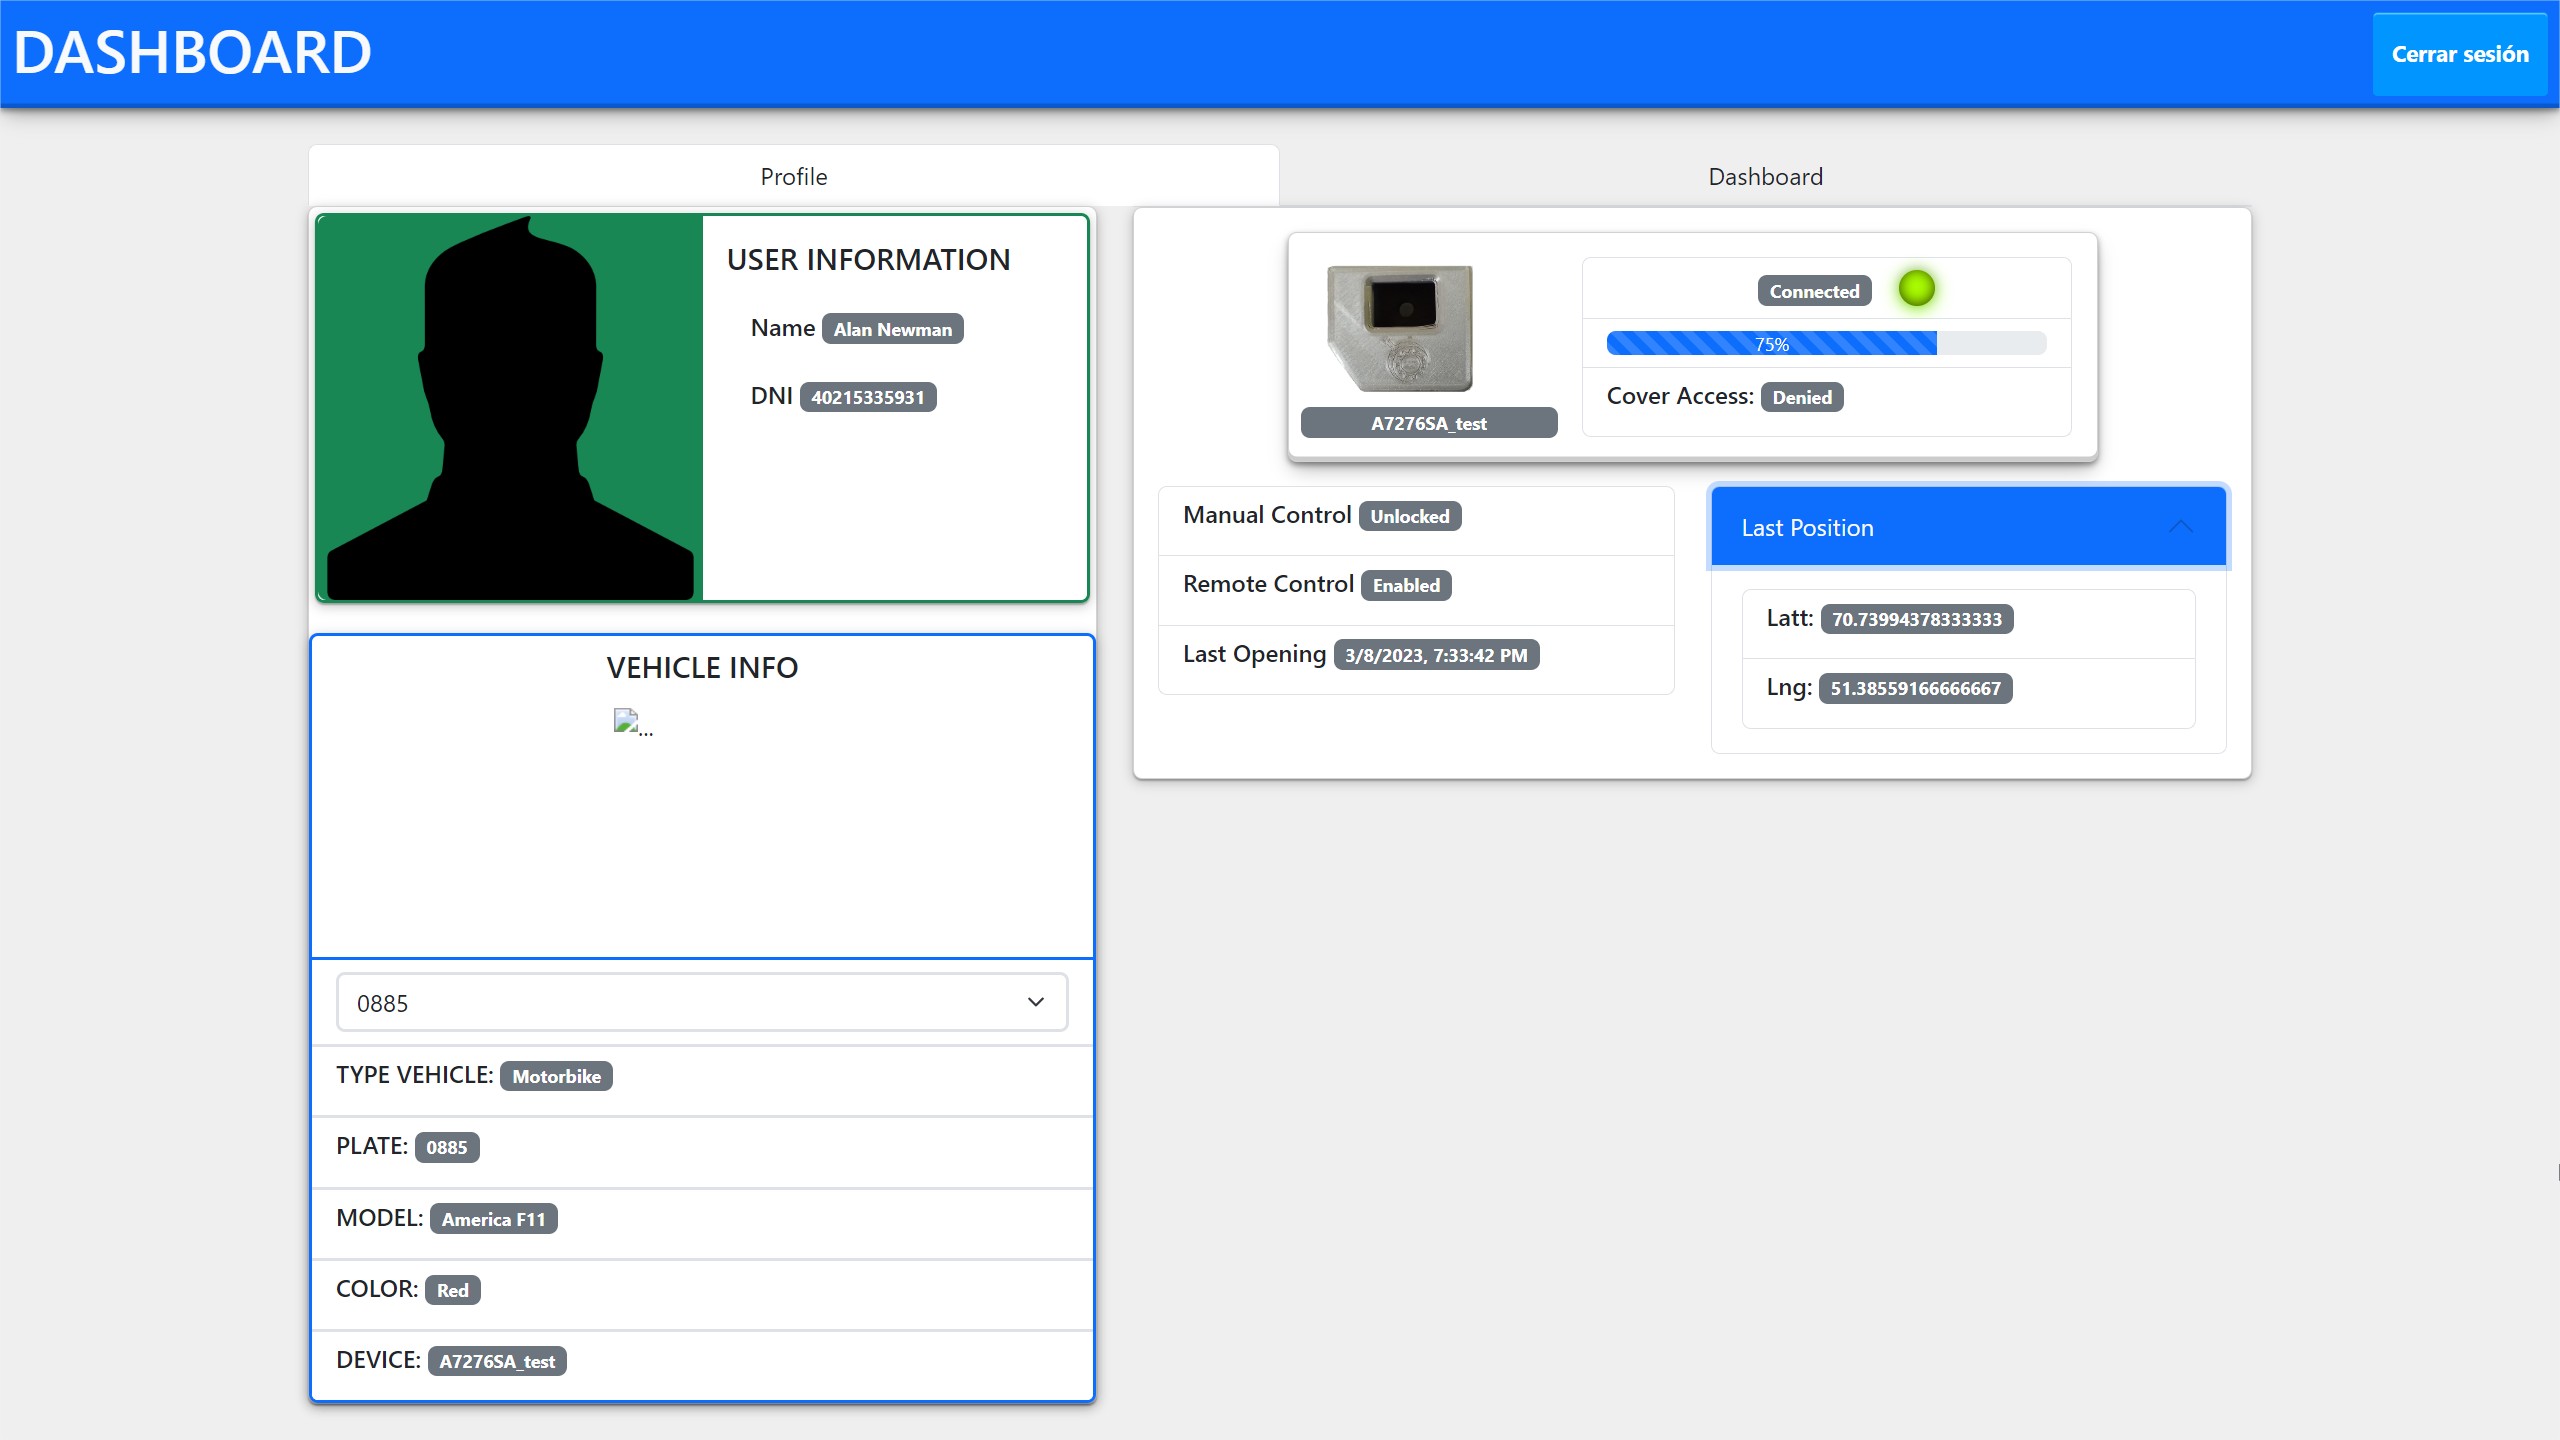 DASHBOARD
Cerrar sesión
Profile
Dashboard
USER INFORMATION
Name Alan Newman
DNI 40215335931
VEHICLE INFO
...
0885
TYPE VEHICLE: Motorbike
PLATE: 0885
MODEL: America F11
COLOR: Red
DEVICE: A7276SA_test
A7276SA_test
Connected
75%
Cover Access: Denied
Manual Control Unlocked
Remote Control Enabled
Last Opening 3/8/2023, 7:33:42 PM
Last Position
Latt: 70.73994378333333
Lng: 51.38559166666667